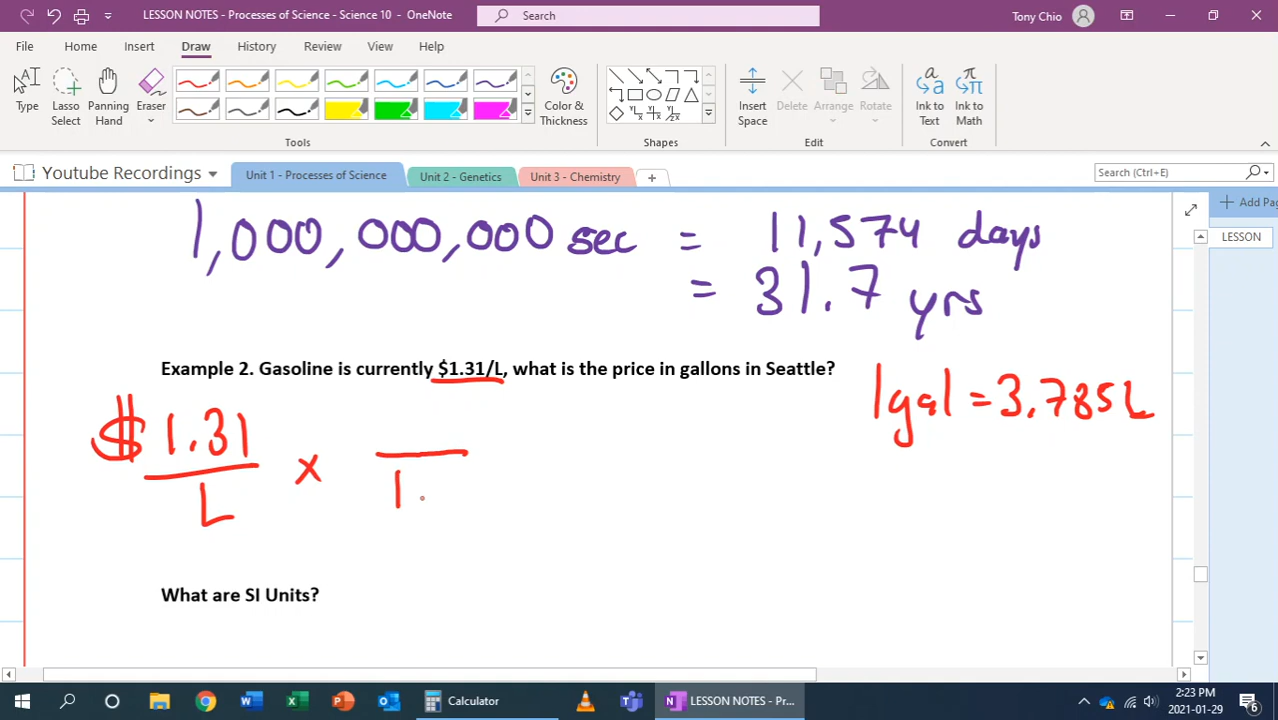 LESSON NOTES - Processes of Science - Science 10 - OneNote
Search
Tony Chio
File Home Insert Draw History Review View Help
Type
Lasso Select
Panning Hand
Eraser
Color & Thickness
Insert Space
Delete
Arrange
Rotate
Ink to Text
Ink to Math
Tools
Shapes
Edit
Convert
Youtube Recordings
Unit 1 - Processes of Science
Unit 2 - Genetics
Unit 3 - Chemistry
Search (Ctrl+E)
Add Pag
LESSON
1,000,000,000 sec = 11,574 days
= 31.7 yrs
Example 2. Gasoline is currently $1.31/L, what is the price in gallons in Seattle?
1gal = 3.785L
$ 1.31
L
x
1
What are SI Units?
Calculator
LESSON NOTES - Pr...
2:23 PM
2021-01-29
6